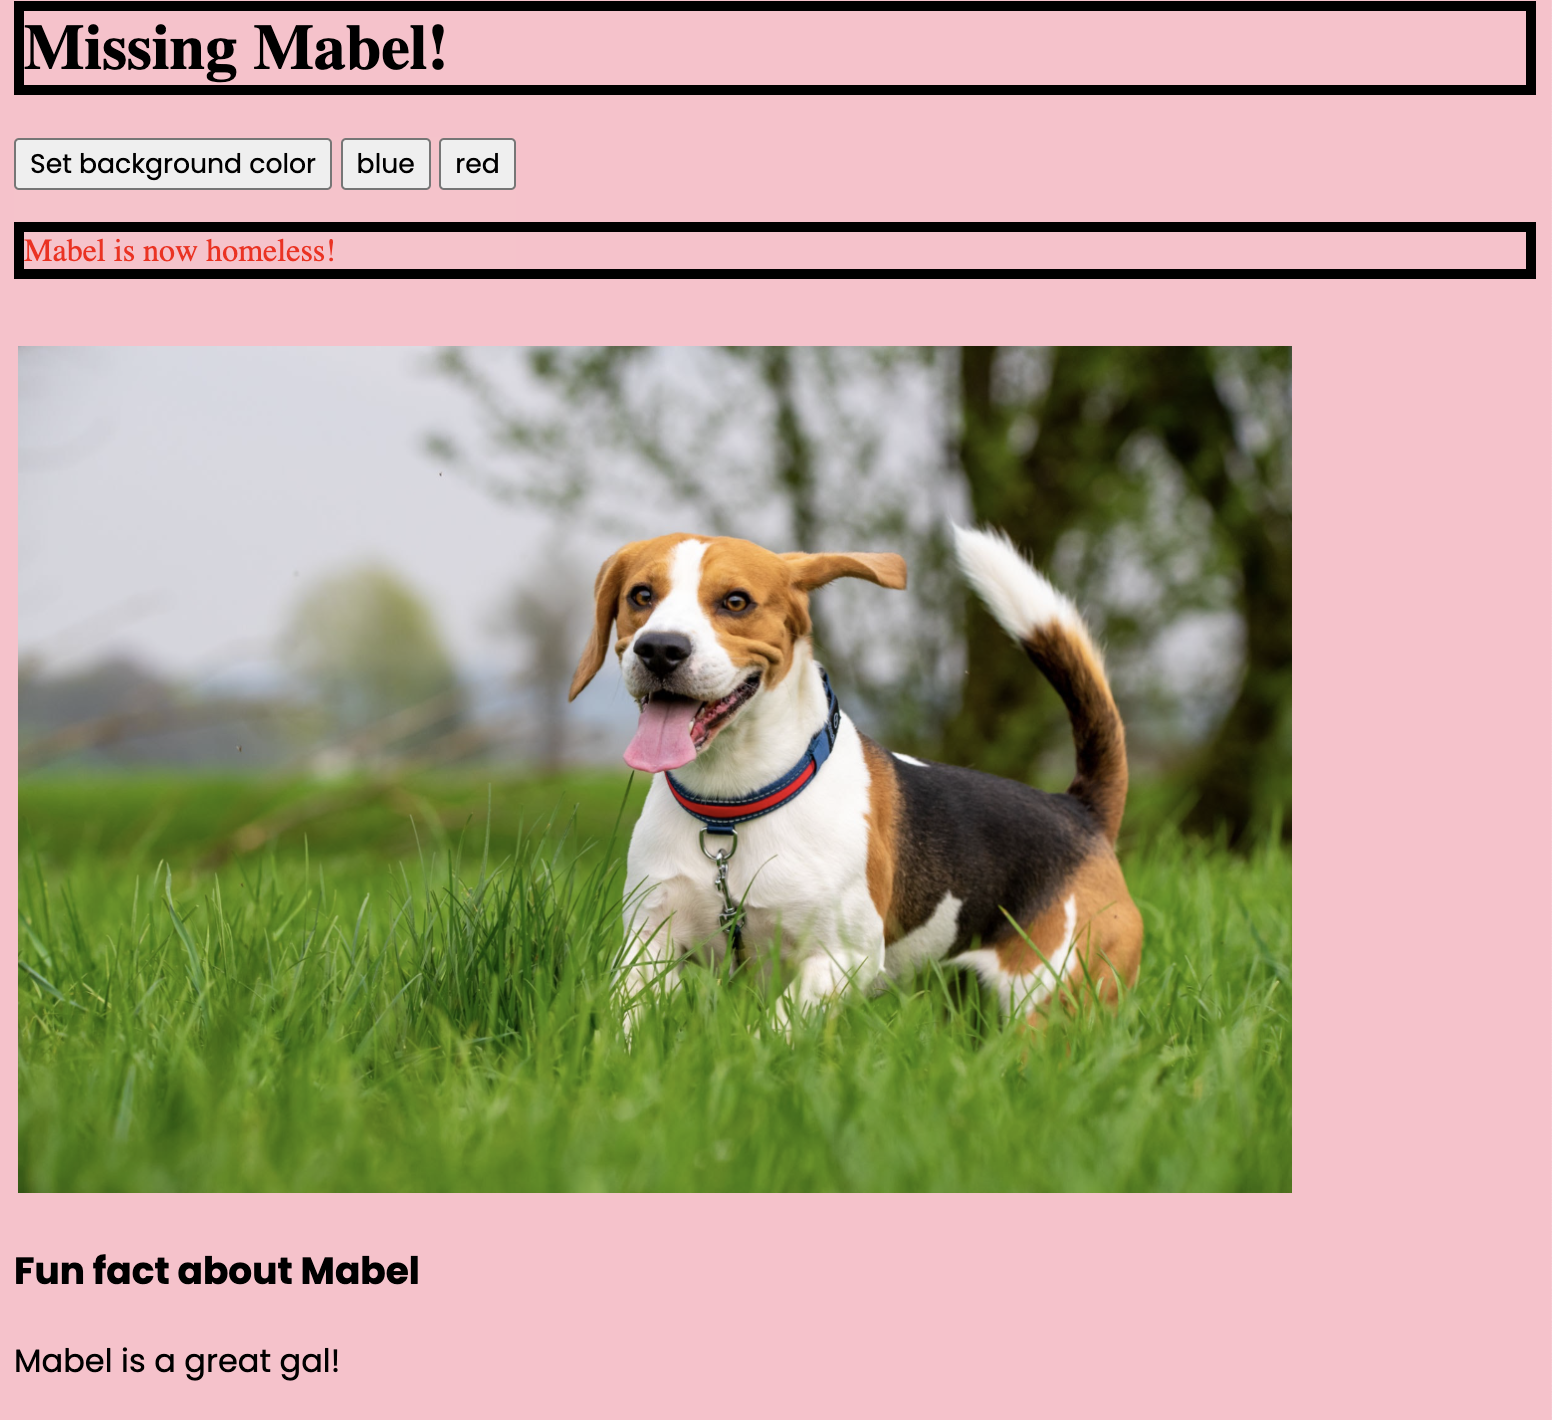 Missing Mabel!
Set background color blue red
Mabel is now homeless!
Fun fact about Mabel
Mabel is a great gal!